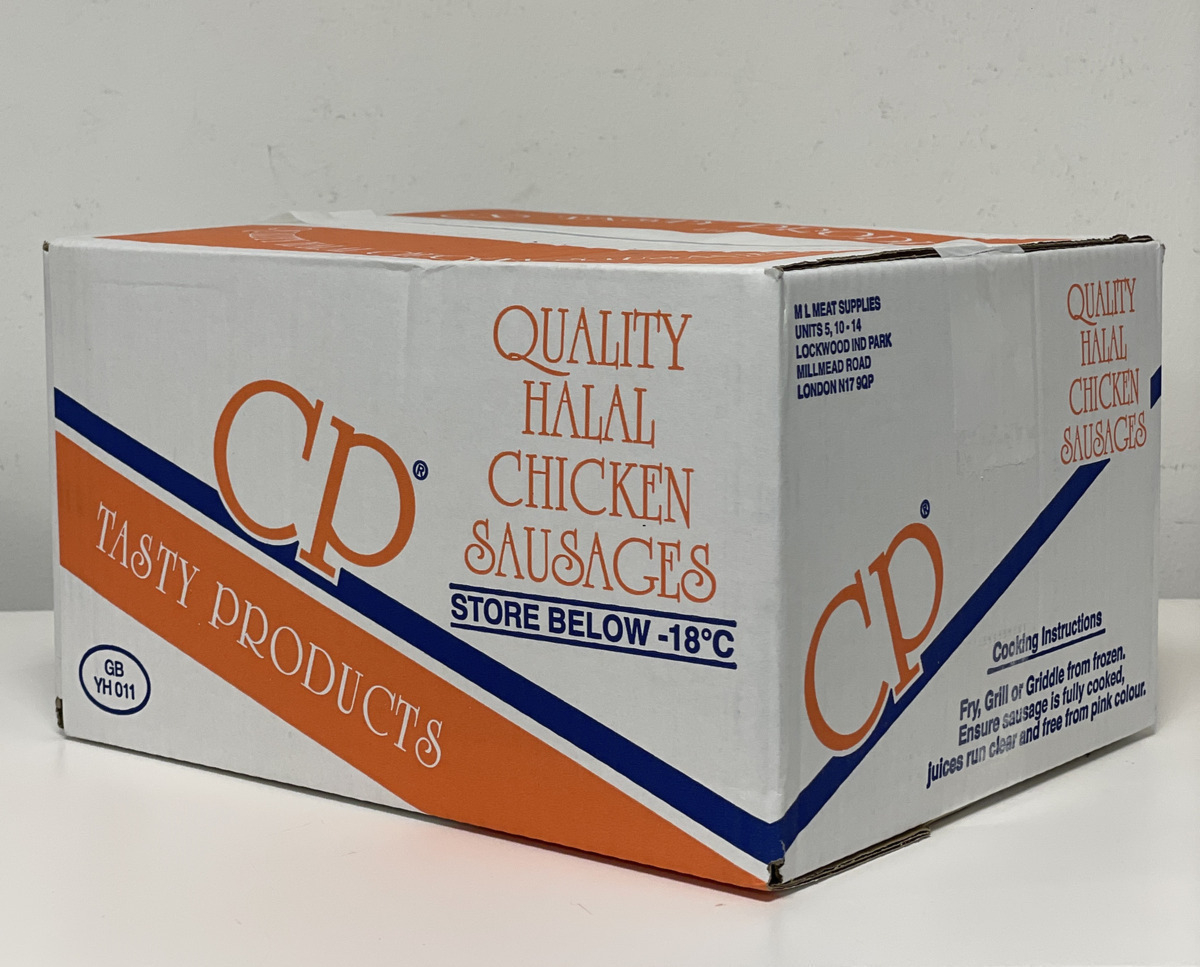 CP®
TASTY PRODUCTS
GB
YH 011
QUALITY
HALAL
CHICKEN
SAUSAGES
STORE BELOW -18°C
M L MEAT SUPPLIES
UNITS 5, 10 - 14
LOCKWOOD IND PARK
MILLMEAD ROAD
LONDON N17 9QP
QUALITY
HALAL
CHICKEN
SAUSAGES
CP®
Cooking Instructions
Fry, Grill or Griddle from frozen.
Ensure sausage is fully cooked,
juices run clear and free from pink colour.